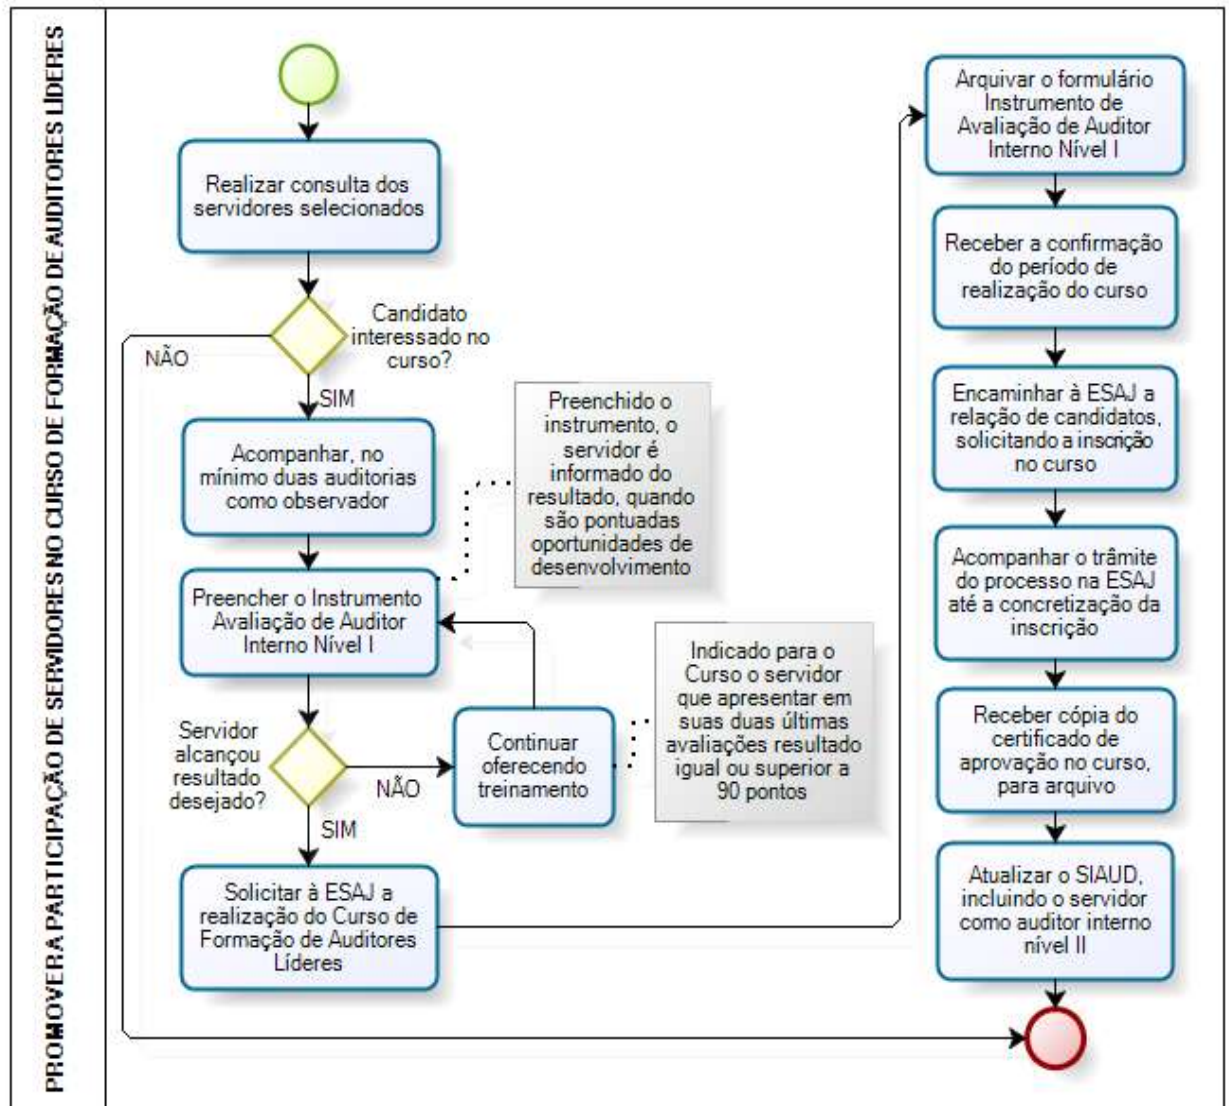 PROMOVER A PARTICIPAÇÃO DE SERVIDORES NO CURSO DE FORMAÇÃO DE AUDITORES LÍDERES
Realizar consulta dos
servidores selecionados
Candidato
interessado no
curso?
NÃO
SIM
Acompanhar, no
mínimo duas auditorias
como observador
Preenchido o
instrumento, o
servidor é
informado do
resultado, quando
são pontuadas
oportunidades de
desenvolvimento
Preencher o Instrumento
Avaliação de Auditor
Interno Nível I
Servidor
alcançou
resultado
desejado?
NÃO
SIM
Continuar
oferecendo
treinamento
Indicado para o
Curso o servidor
que apresentar em
suas duas últimas
avaliações resultado
igual ou superior a
90 pontos
Solicitar à ESAJ a
realização do Curso de
Formação de Auditores
Líderes
Arquivar o formulário
Instrumento de
Avaliação de Auditor
Interno Nível I
Receber a confirmação
do período de
realização do curso
Encaminhar à ESAJ a
relação de candidatos,
solicitando a inscrição
no curso
Acompanhar o trâmite
do processo na ESAJ
até a concretização da
inscrição
Receber cópia do
certificado de
aprovação no curso,
para arquivo
Atualizar o SIAUD,
incluindo o servidor
como auditor interno
nível II